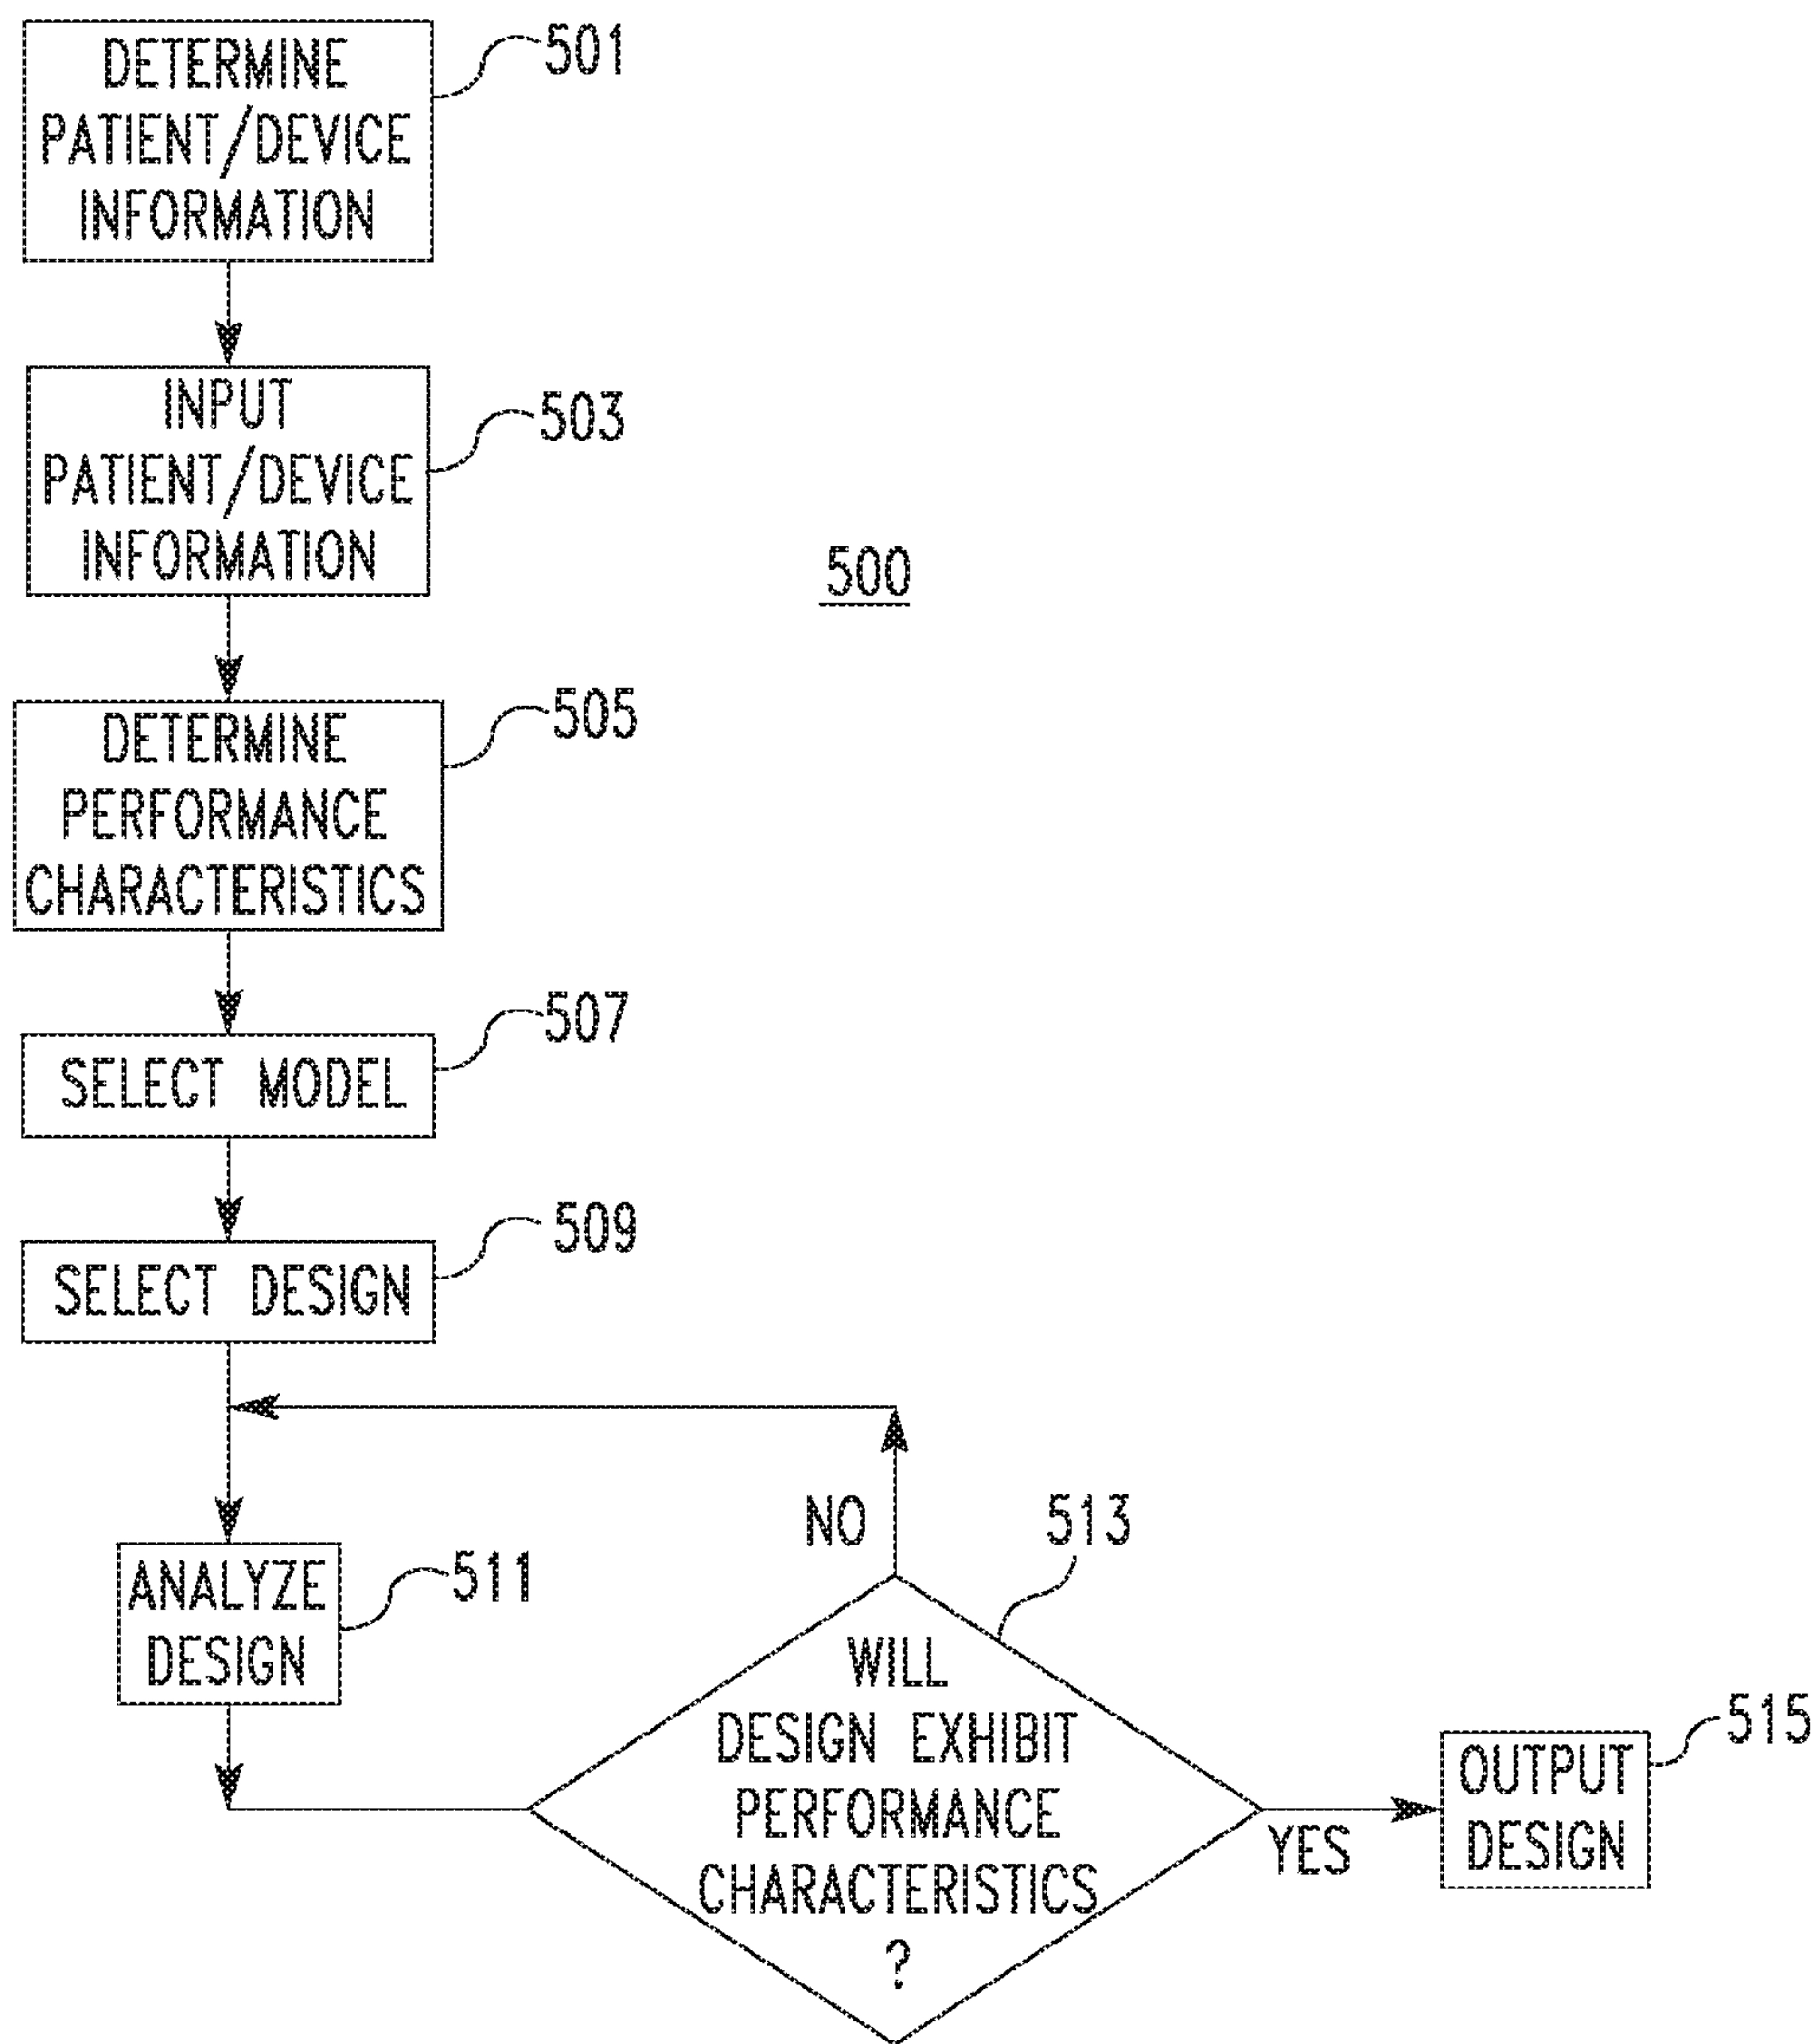 DETERMINE
PATIENT/DEVICE
INFORMATION
501
INPUT
PATIENT/DEVICE
INFORMATION
503
500
DETERMINE
PERFORMANCE
CHARACTERISTICS
505
SELECT MODEL
507
SELECT DESIGN
509
ANALYZE
DESIGN
511
NO
513
WILL
DESIGN EXHIBIT
PERFORMANCE
CHARACTERISTICS
?
YES
OUTPUT
DESIGN
515